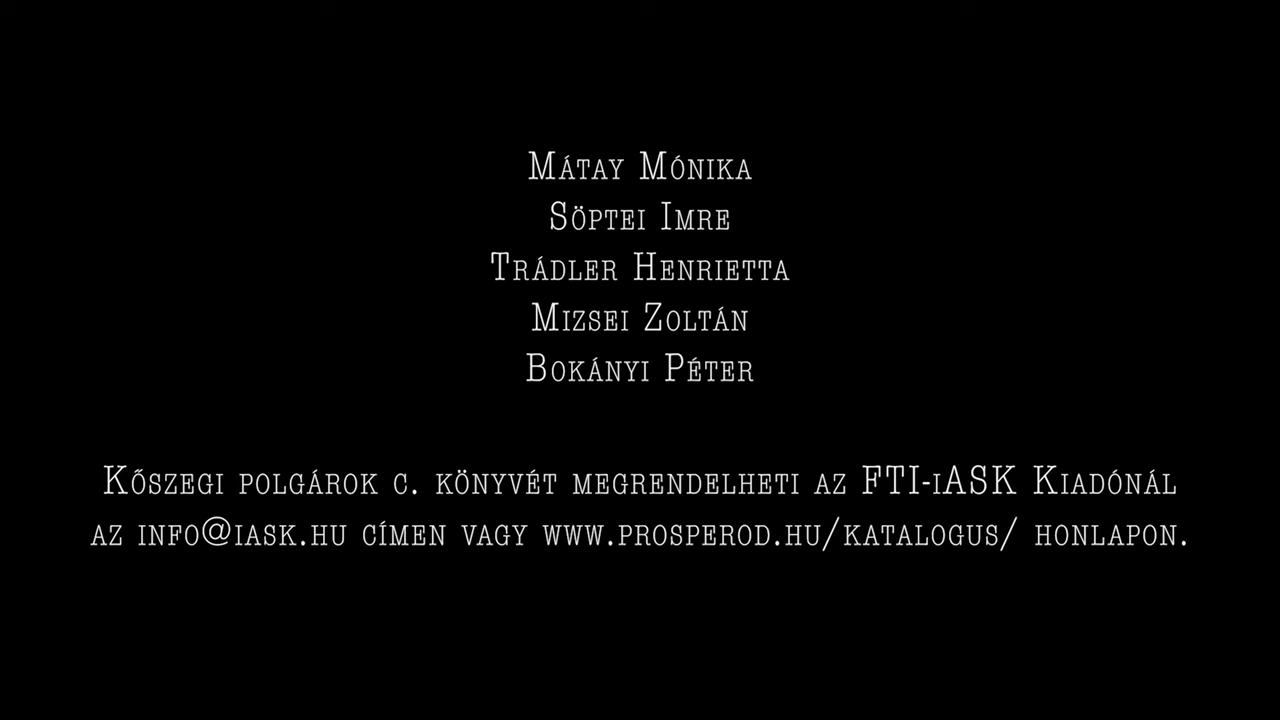 Mátay Mónika
Söptei Imre
Trádler Henrietta
Mizsei Zoltán
Bokányi Péter
Kőszegi polgárok c. könyvét megrendelheti az FTI-iASK Kiadónál
az info@iask.hu címen vagy www.prosperod.hu/katalogus/ honlapon.